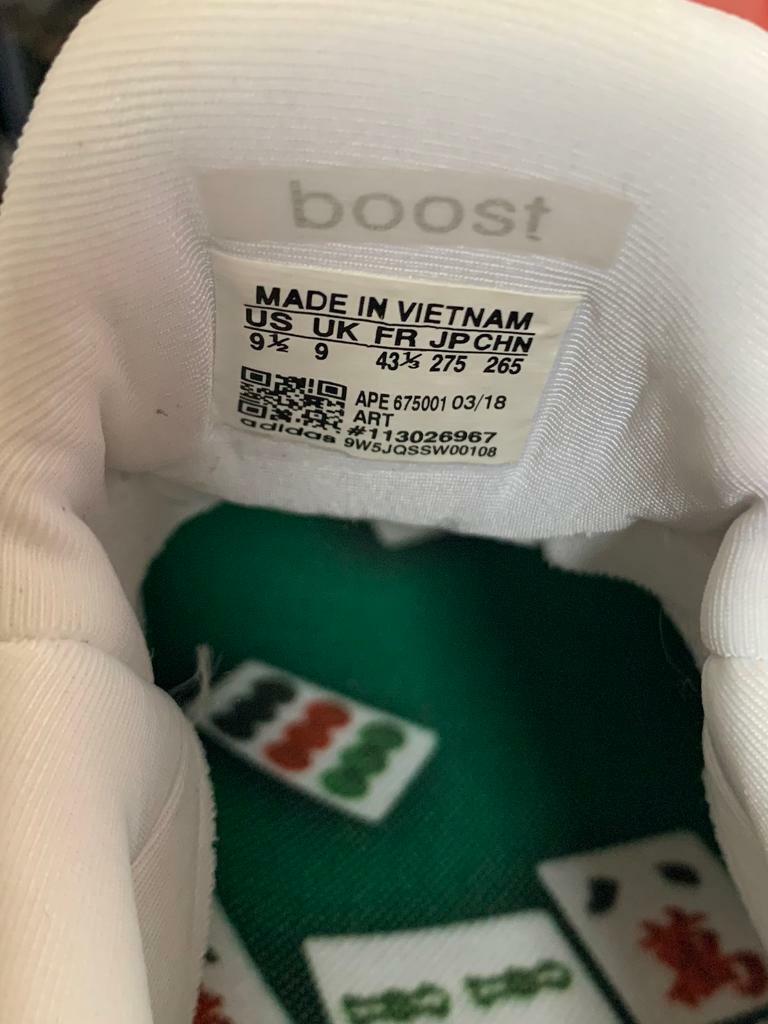 boost
MADE IN VIETNAM
US UK FR JP CHN
9½ 9 43⅓ 275 265
APE 675001 03/18
ART
#113026967
adidas 9W5JQSSW00108